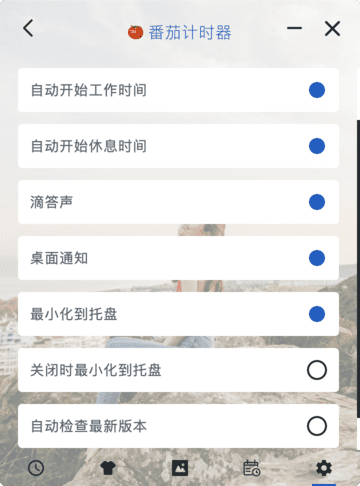 番茄计时器
自动开始工作时间
自动开始休息时间
滴答声
桌面通知
最小化到托盘
关闭时最小化到托盘
自动检查最新版本